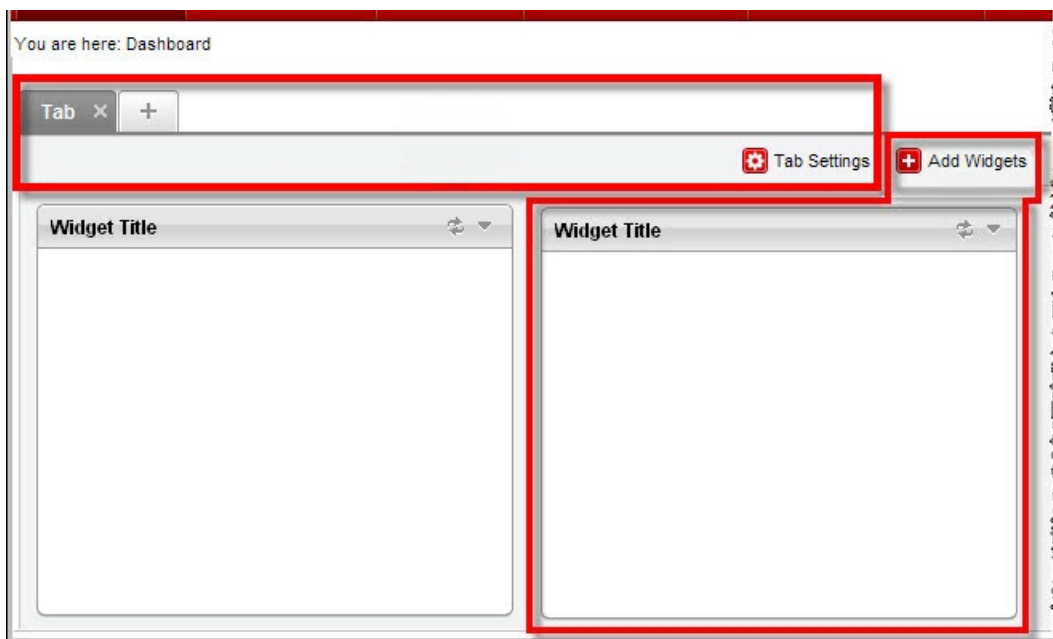 You are here: Dashboard
Tab
Tab Settings
Add Widgets
Widget Title
Widget Title